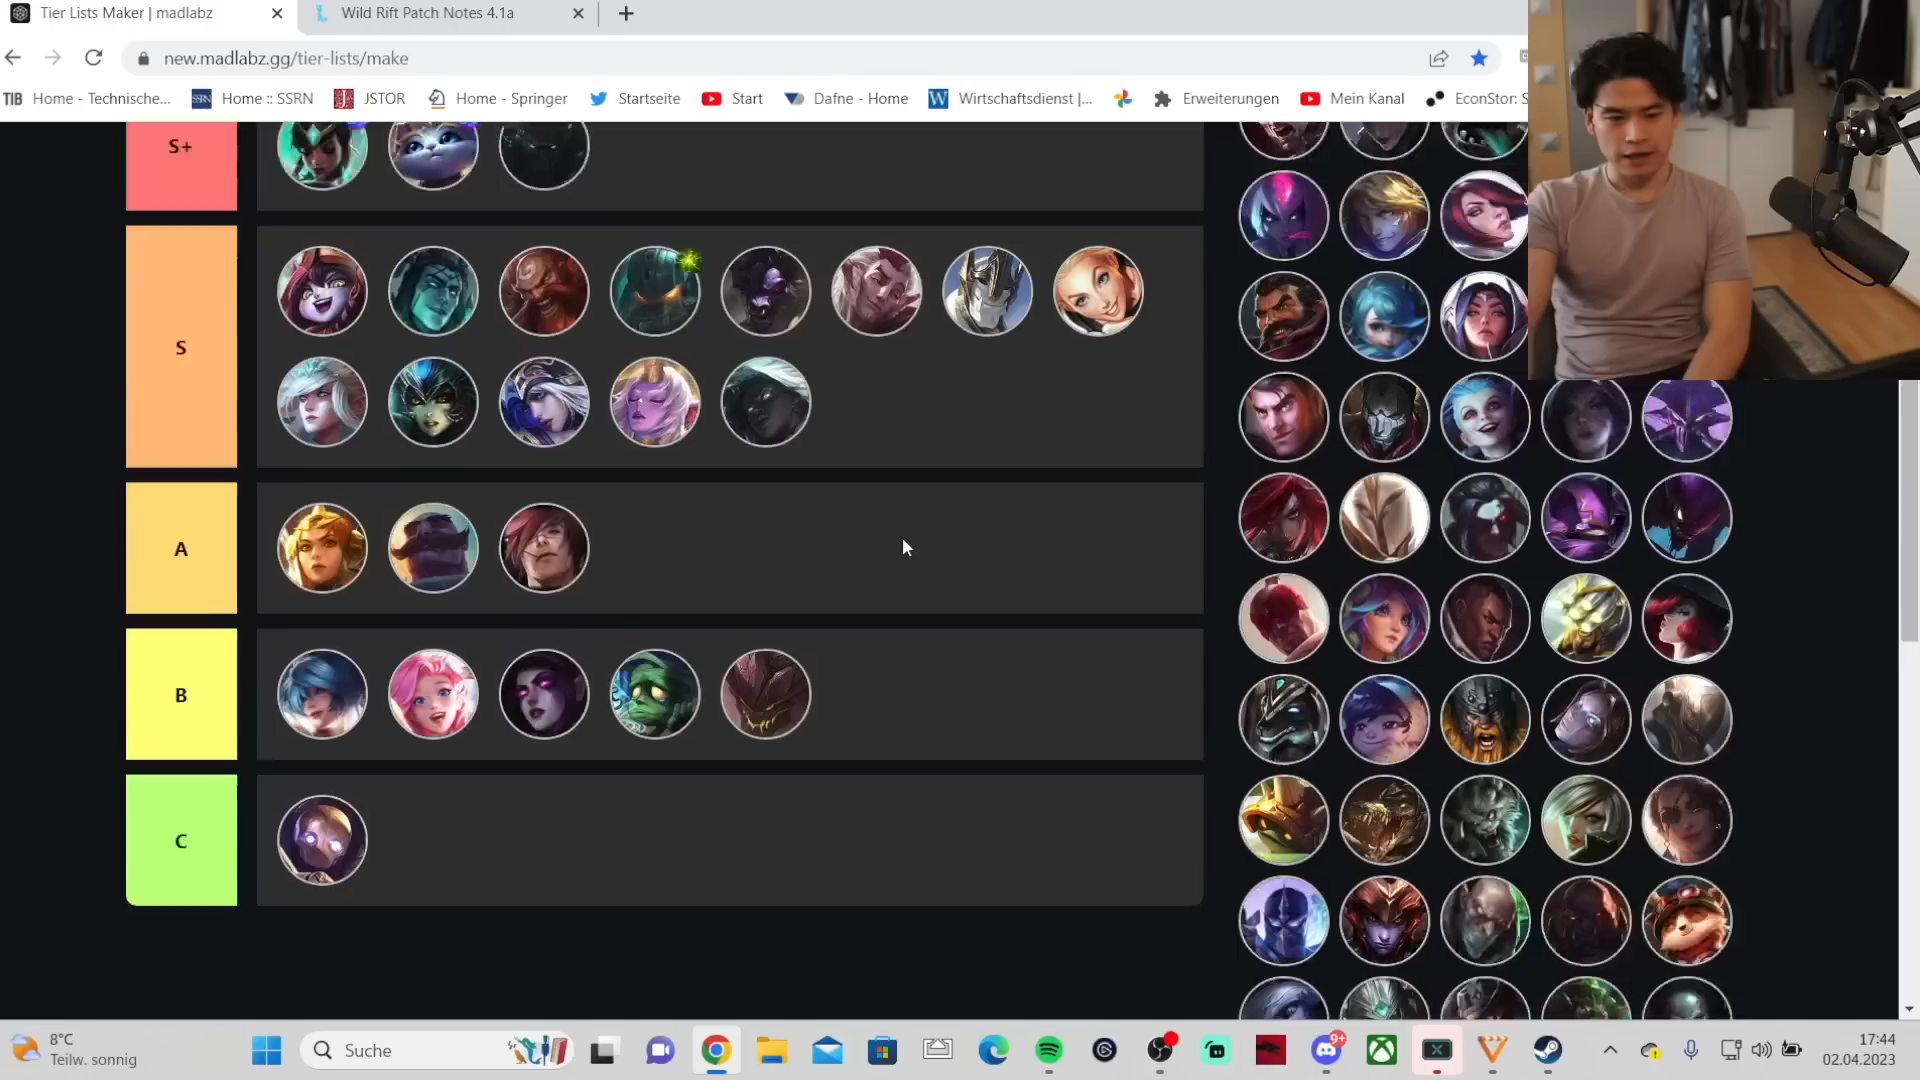 Tier Lists Maker | madlabz
Wild Rift Patch Notes 4.1a
new.madlabz.gg/tier-lists/make
TIB Home - Technische... SSRN Home :: SSRN JSTOR Home - Springer Startseite Start Dafne - Home W Wirtschaftsdienst |... Erweiterungen Mein Kanal EconStor: S
S+
S
A
B
C
8°C
Teilw. sonnig
Suche
9+
17:44
02.04.2023